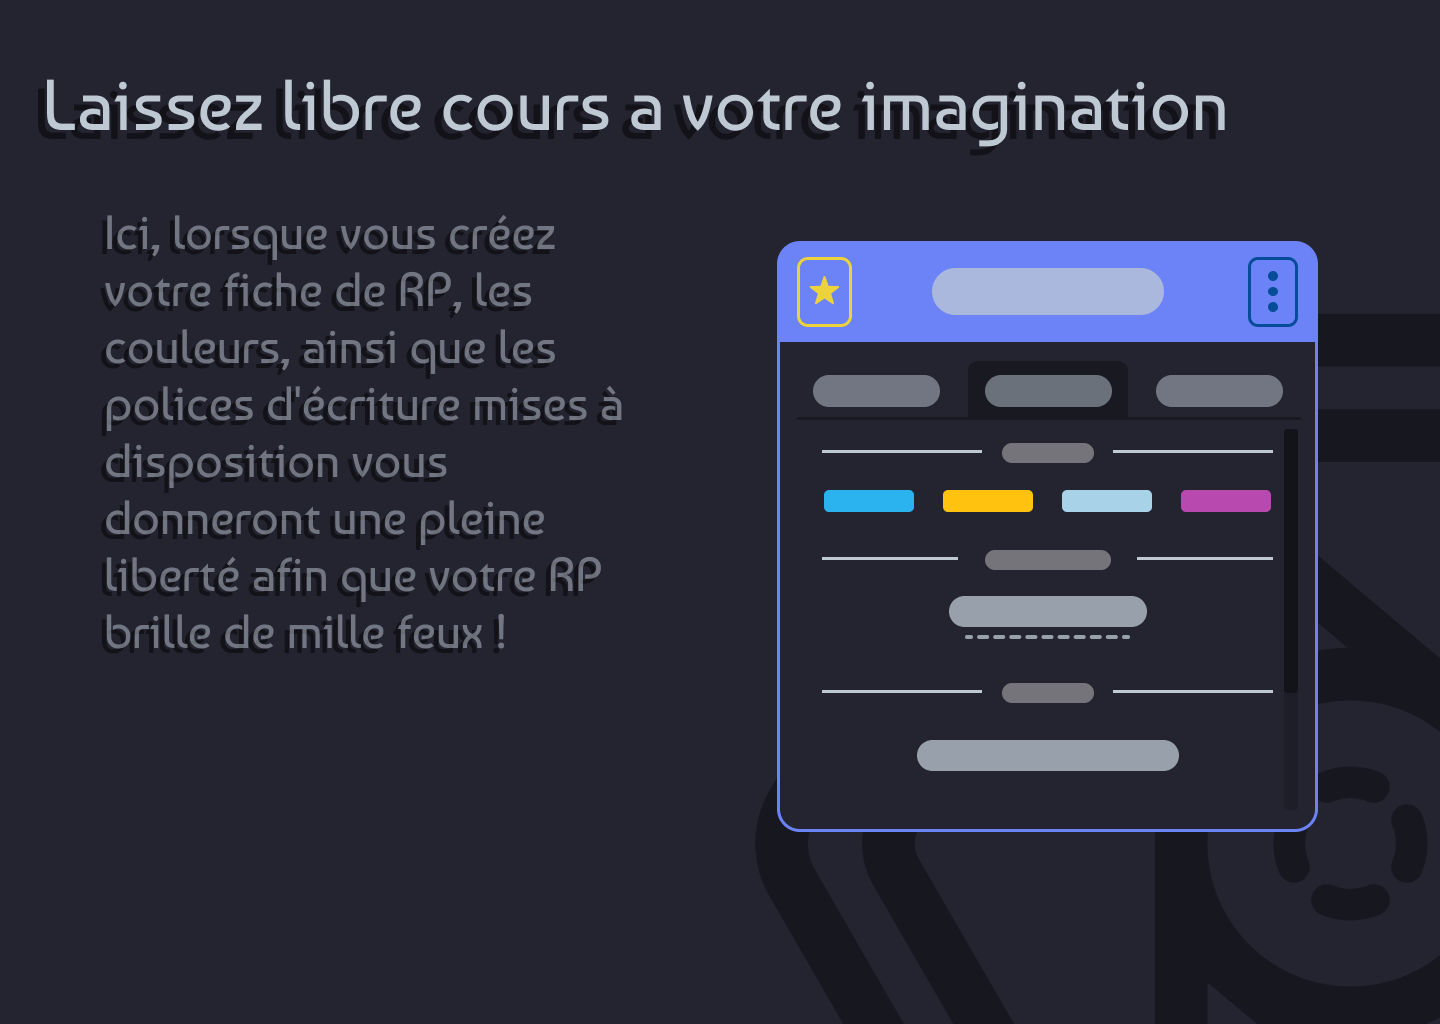 Laissez libre cours a votre imagination
Ici, lorsque vous créez
votre fiche de RP, les
couleurs, ainsi que les
polices d'écriture mises à
disposition vous
donneront une pleine
liberté afin que votre RP
brille de mille feux !